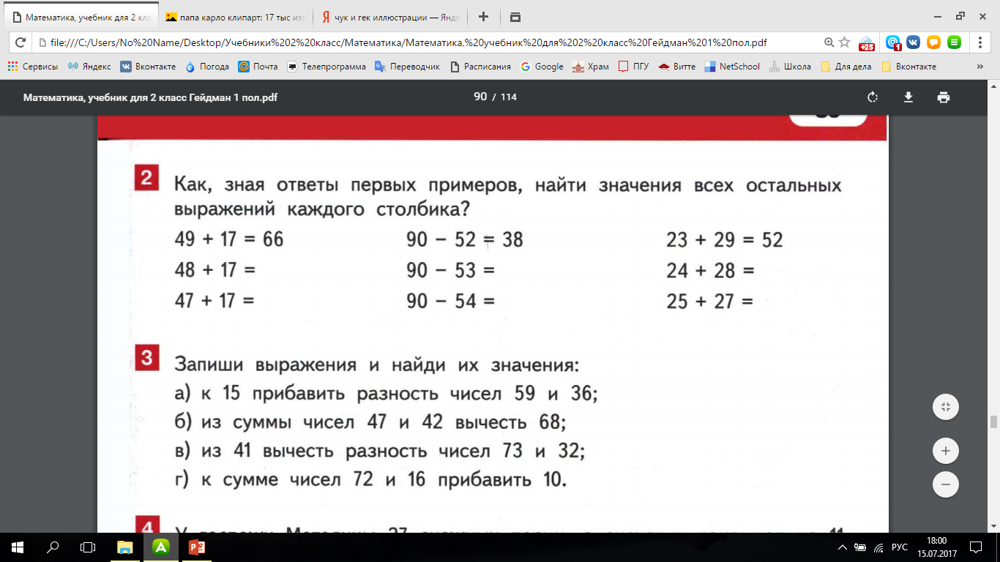 Математика, учебник для 2 кла
папа карло клипарт: 17 тыс изо
чук и гек иллюстрации — Янде
file:///C:/Users/No%20Name/Desktop/Учебники%202%20класс/Математика/Математика,%20учебник%20для%202%20класс%20Гейдман%201%20пол.pdf
+25
1
Сервисы Яндекс Вконтакте Погода Почта Телепрограмма Переводчик Расписания Google Храм ПГУ Витте NetSchool Школа Для дела Вконтакте »
Математика, учебник для 2 класс Гейдман 1 пол.pdf 90 / 114
2 Как, зная ответы первых примеров, найти значения всех остальных
выражений каждого столбика?
49 + 17 = 66 90 − 52 = 38 23 + 29 = 52
48 + 17 = 90 − 53 = 24 + 28 =
47 + 17 = 90 − 54 = 25 + 27 =
3 Запиши выражения и найди их значения:
а) к 15 прибавить разность чисел 59 и 36;
б) из суммы чисел 47 и 42 вычесть 68;
в) из 41 вычесть разность чисел 73 и 32;
г) к сумме чисел 72 и 16 прибавить 10.
4
РУС
18:00
15.07.2017